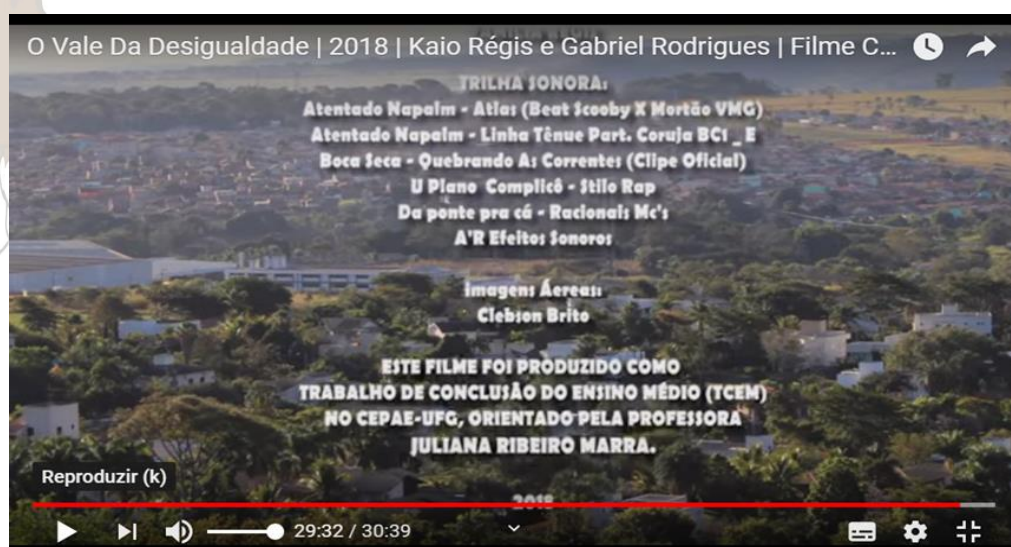 O Vale Da Desigualdade | 2018 | Kaio Régis e Gabriel Rodrigues | Filme C...
TRILHA SONORA:
Atentado Napalm - Atlas (Beat Scooby X Mortão VMG)
Atentado Napalm - Linha Tênue Part. Coruja BC1 _ E
Boca Seca - Quebrando As Correntes (Clipe Oficial)
U Plano Complicô - Stilo Rap
Da ponte pra cá - Racionais Mc's
A'R Efeitos Sonoros
Imagens Áereas:
Clebson Brito
ESTE FILME FOI PRODUZIDO COMO
TRABALHO DE CONCLUSÃO DO ENSINO MÉDIO (TCEM)
NO CEPAE-UFG, ORIENTADO PELA PROFESSORA
JULIANA RIBEIRO MARRA.
Reproduzir (k)
2018
29:32 / 30:39